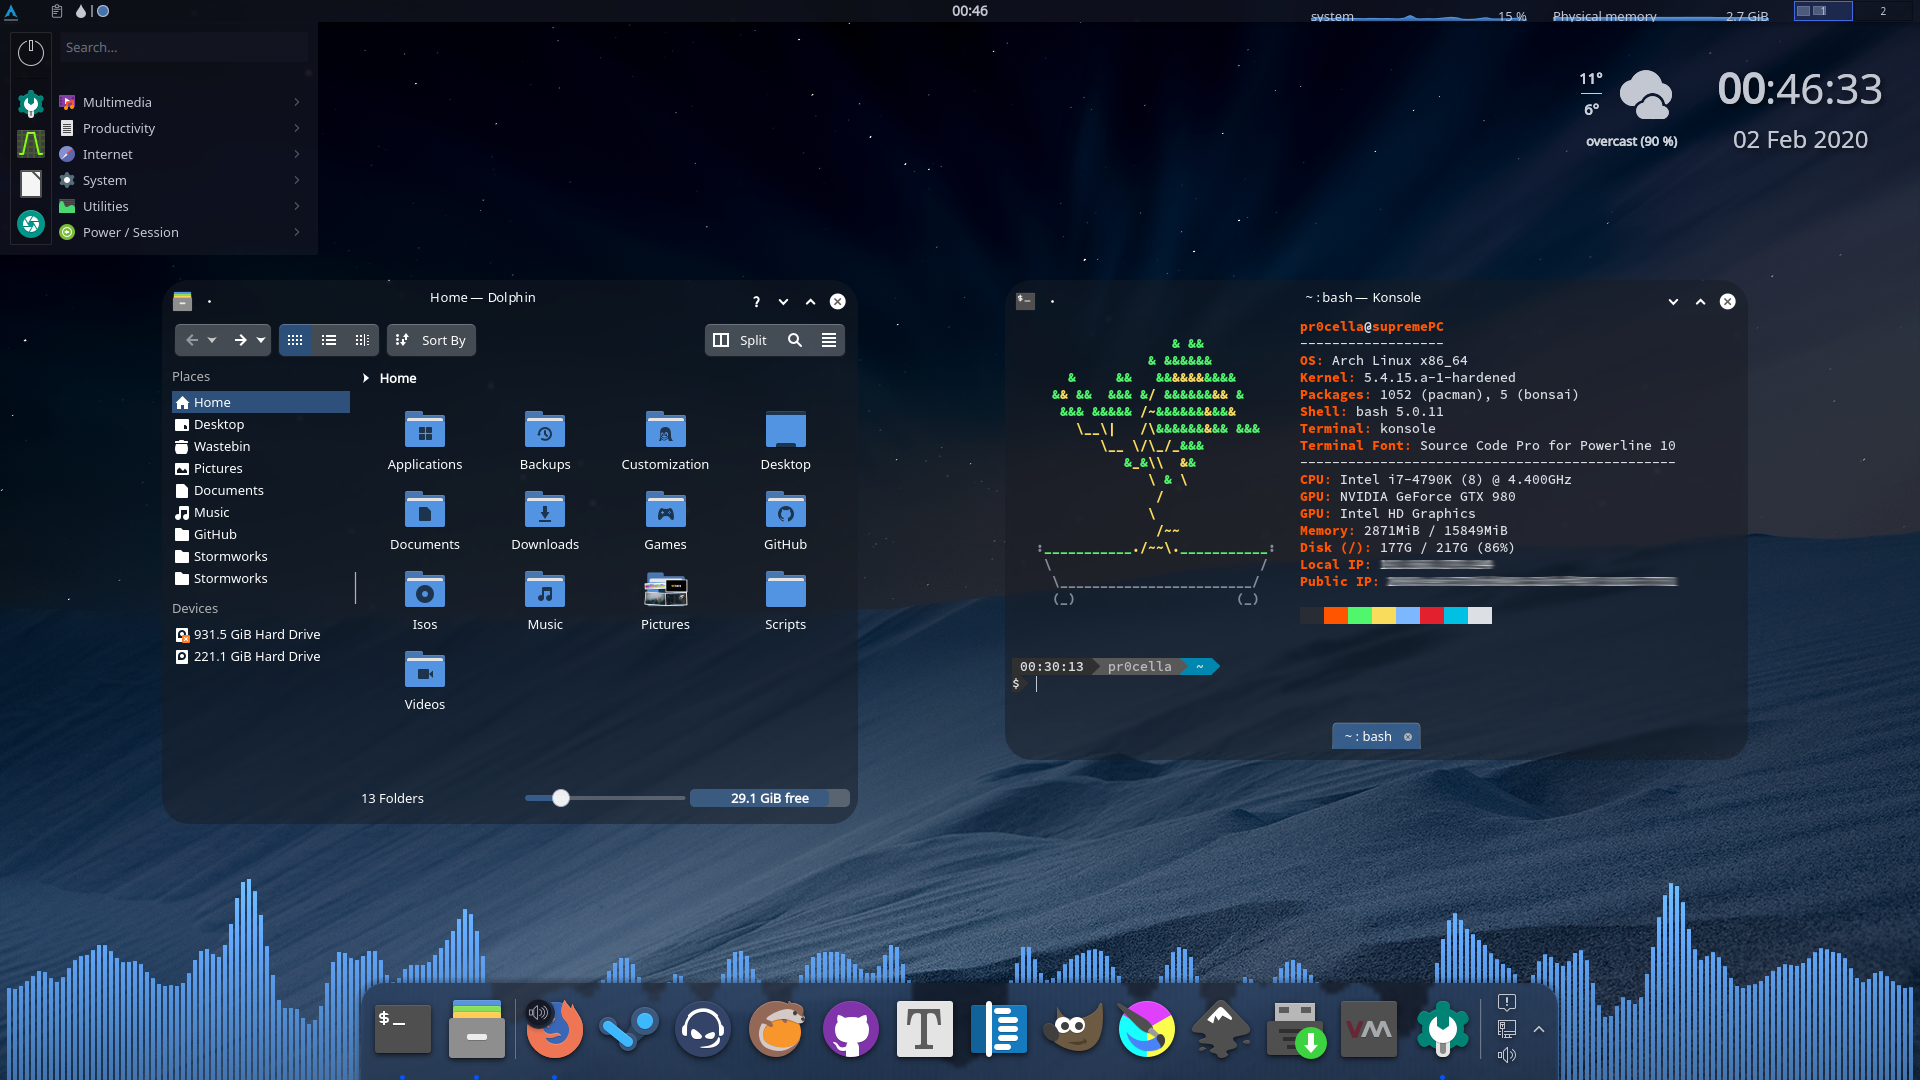 00:46
system 15 %
Physical memory 2.7 GiB
1
2
Search...
Multimedia
Productivity
Internet
System
Utilities
Power / Session
11°
6°
overcast (90 %)
00:46:33
02 Feb 2020
Home — Dolphin
?
Sort By
Split
Places
Home
Desktop
Wastebin
Pictures
Documents
Music
GitHub
Stormworks
Stormworks
Devices
931.5 GiB Hard Drive
221.1 GiB Hard Drive
Home
Applications Backups Customization Desktop
Documents Downloads Games GitHub
Isos Music Pictures Scripts
Videos
13 Folders
29.1 GiB free
~ : bash — Konsole
pr0cella@supremePC
------------------
OS: Arch Linux x86_64
Kernel: 5.4.15.a-1-hardened
Packages: 1052 (pacman), 5 (bonsai)
Shell: bash 5.0.11
Terminal: konsole
Terminal Font: Source Code Pro for Powerline 10
-----------------------------------------------
CPU: Intel i7-4790K (8) @ 4.400GHz
GPU: NVIDIA GeForce GTX 980
GPU: Intel HD Graphics
Memory: 2871MiB / 15849MiB
Disk (/): 177G / 217G (86%)
Local IP:
Public IP:
00:30:13 pr0cella ~
$
~ : bash
$_
T
VM